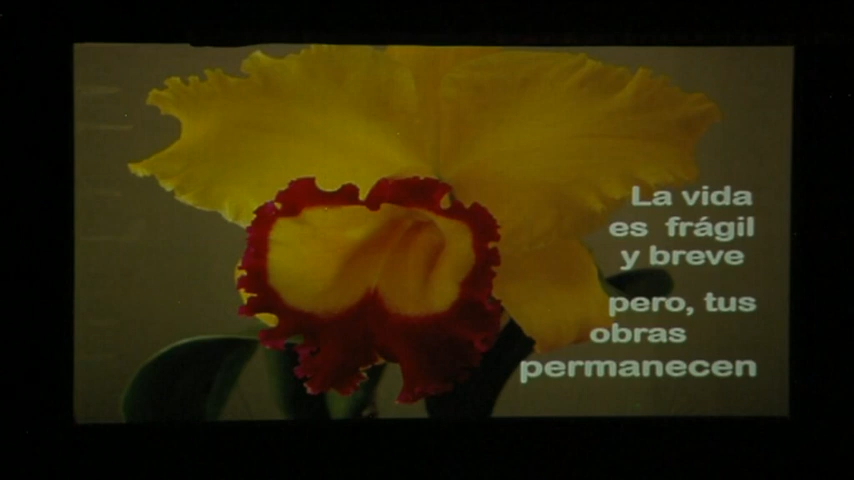 La vida
es frágil
y breve
pero, tus
obras
permanecen